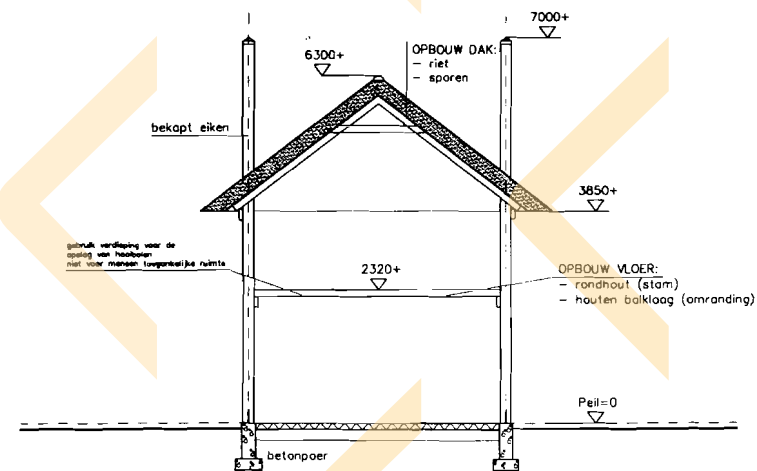 7000+
6300+
OPBOUW DAK:
- riet
- sporen
bekapt eiken
3850+
gebruik verdieping voor de
opslag van hooibalen
niet voor mensen toegankelijke ruimte
2320+
OPBOUW VLOER:
- rondhout (stam)
- houten balklaag (omranding)
Peil=0
betonpoer